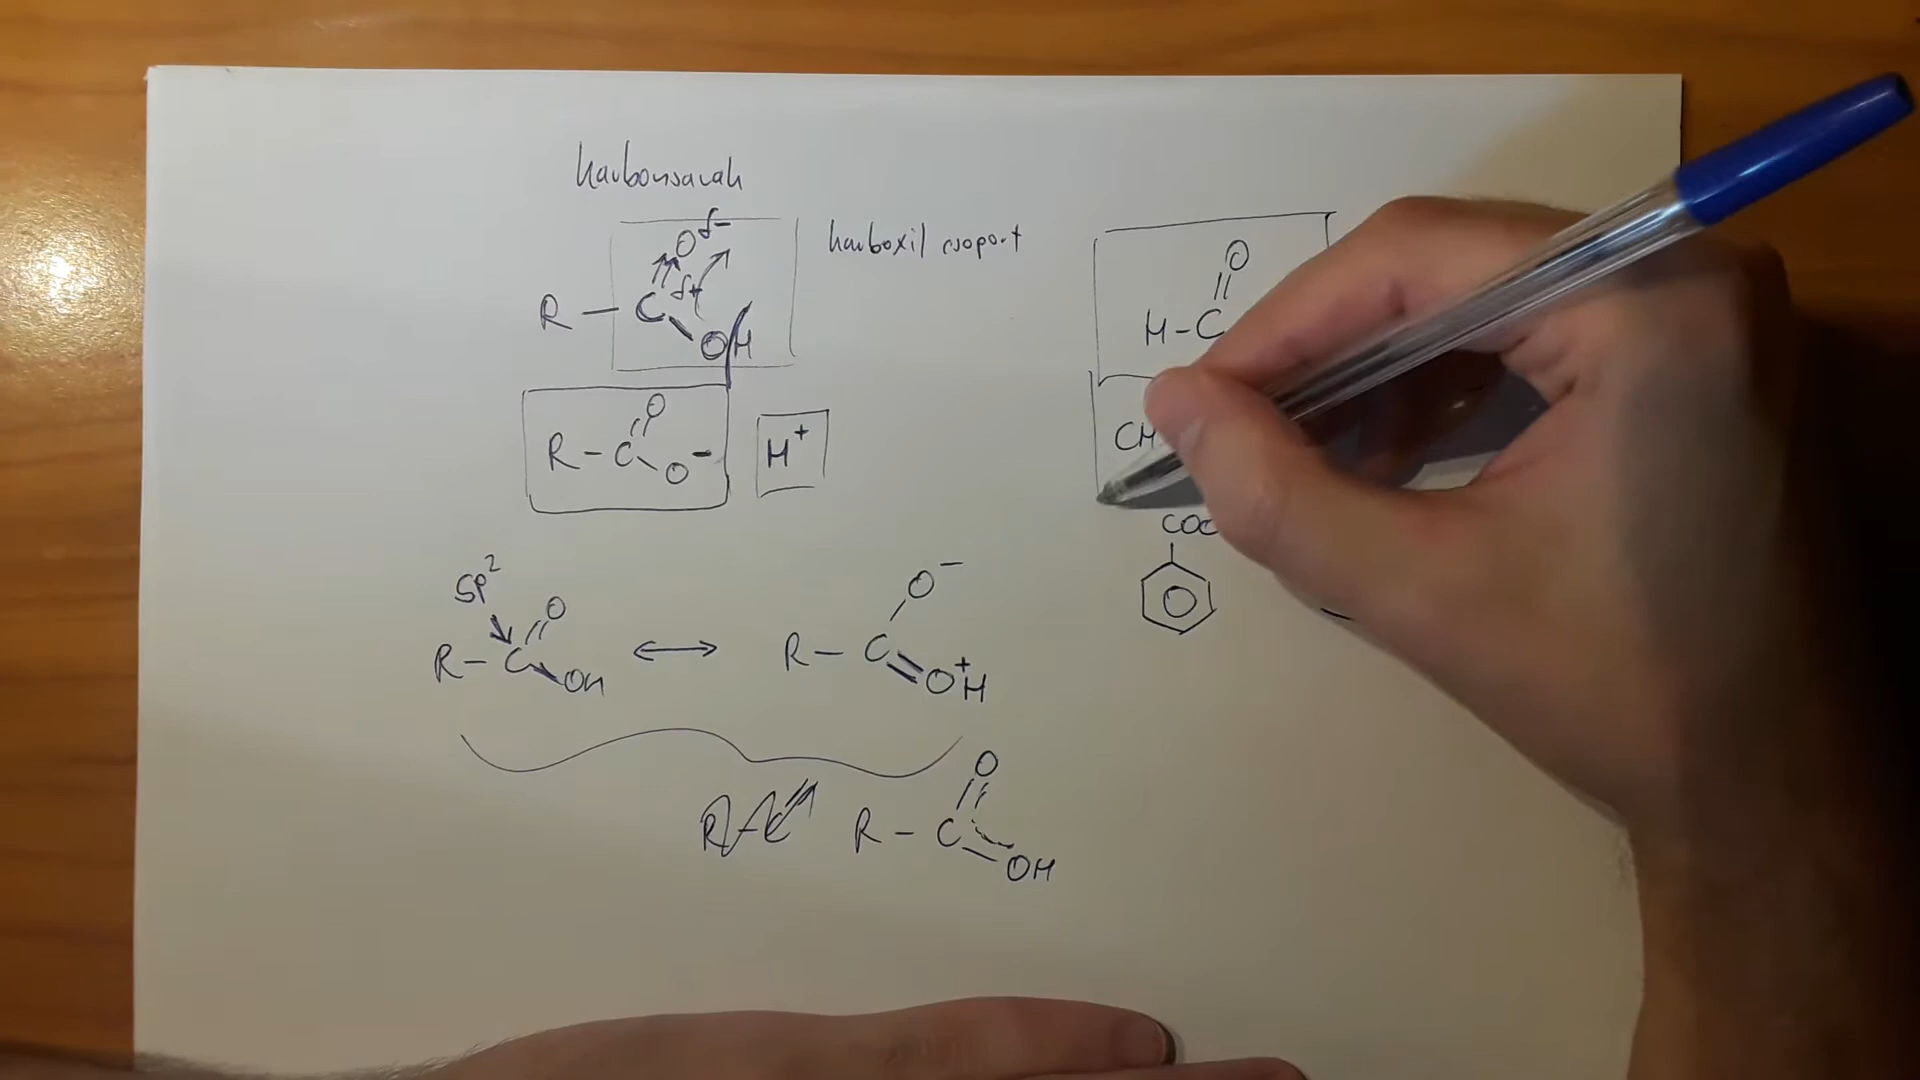 karbonsavak
karboxil csoport
O δ-
R - C δ+
OH
O
R - C
O -
H+
sp2
O
R - C
OH
O-
R - C
O+H
O
R - C
OH
O
H - C
CH
COO